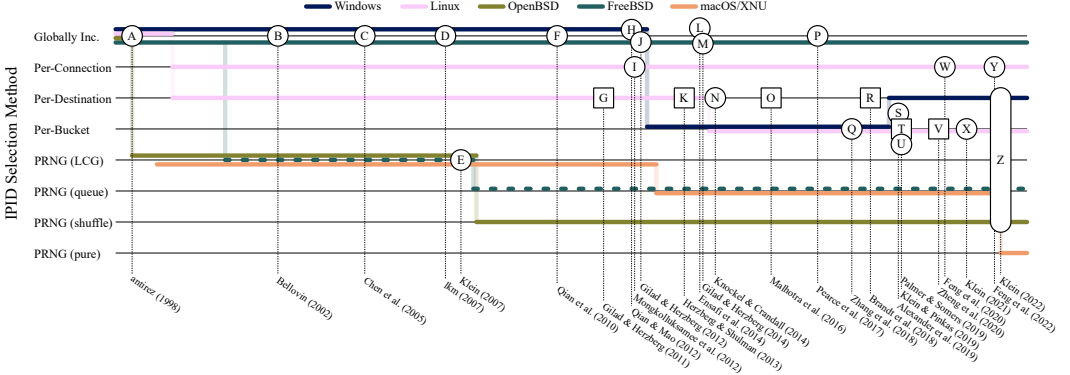 Windows Linux OpenBSD FreeBSD macOS/XNU
IPID Selection Method
Globally Inc.
Per-Connection
Per-Destination
Per-Bucket
PRNG (LCG)
PRNG (queue)
PRNG (shuffle)
PRNG (pure)
A B C D F H J L M P
I W Y
G K N O R
S
Q T V X
U
E Z
antirez (1998)
Bellovin (2002)
Chen et al. (2005)
lkm (2007)
Klein (2007)
Qian et al. (2010)
Gilad & Herzberg (2011)
Qian & Mao (2012)
Mongkolluksamee et al. (2012)
Gilad & Herzberg (2012)
Herzberg & Shulman (2013)
Ensafi et al. (2014)
Gilad & Herzberg (2014)
Knockel & Crandall (2014)
Malhotra et al. (2016)
Pearce et al. (2017)
Zhang et al. (2018)
Brandt et al. (2018)
Alexander et al. (2019)
Klein & Pinkas (2019)
Palmer & Somers (2019)
Zheng et al. (2020)
Feng et al. (2020)
Klein (2021)
Feng et al. (2022)
Klein (2022)